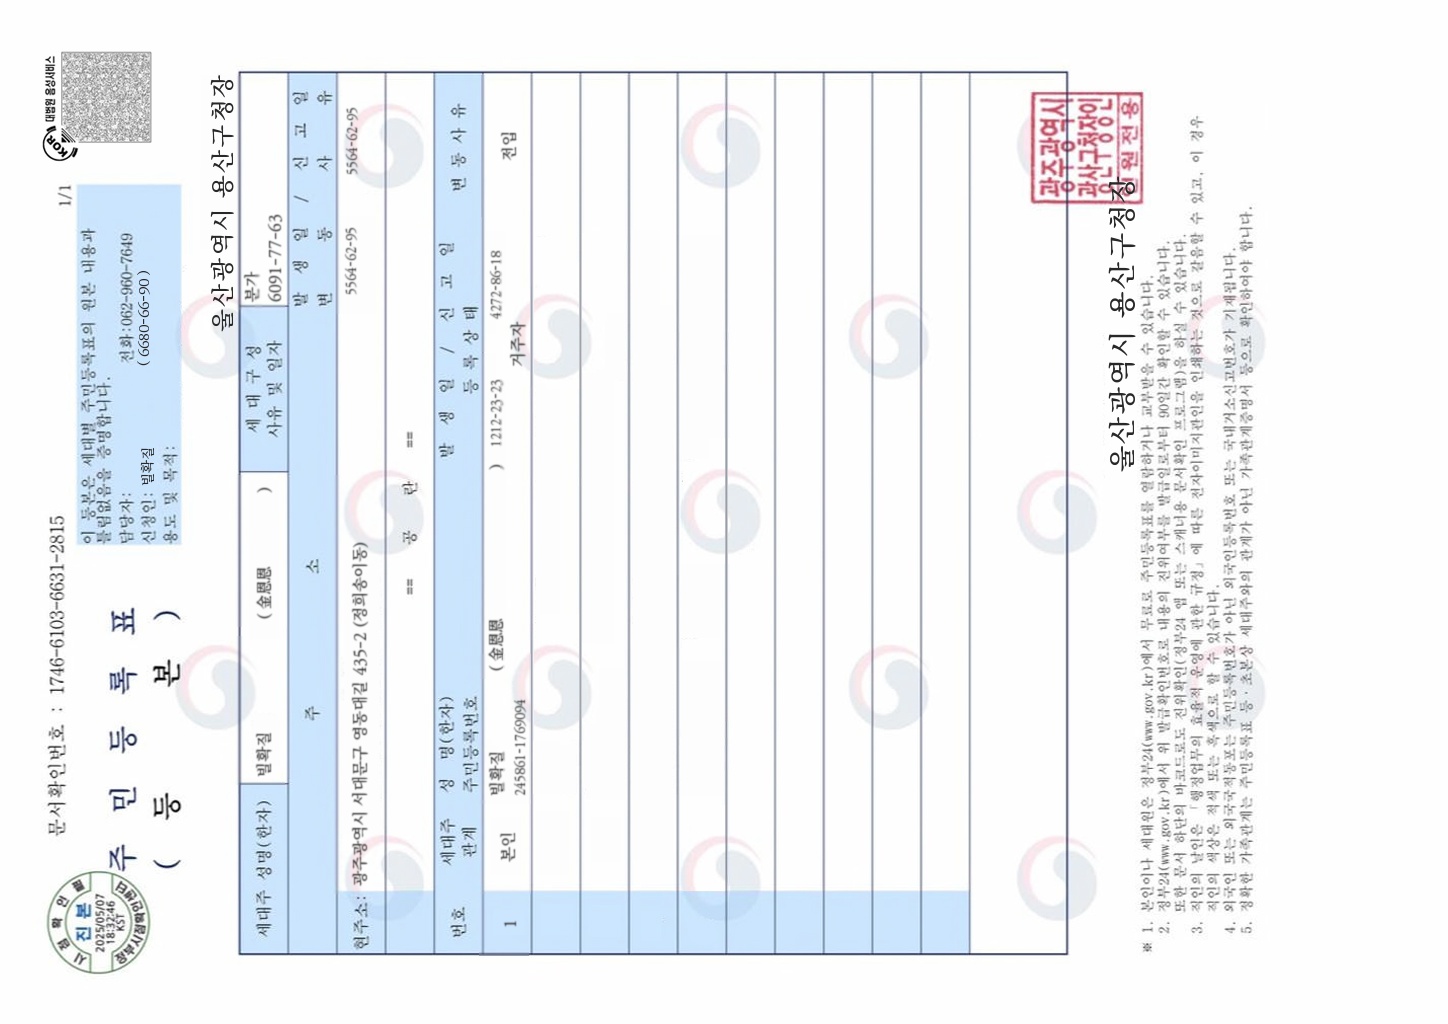 문서확인번호 : 1746-6103-6631-2815
1/1
대법원 음성서비스
KOR
시 점 확 인 필
진본
2025/05/07
18:32:46
KST
정부시점확인센터
주 민 등 록 표
( 등 본 )
이 등본은 세대별 주민등록표의 원본 내용과
틀림없음을 증명합니다.
담당자: 전화:062-960-7649
신청인: 빌확질 ( 6680-66-90 )
용도 및 목적:
울산광역시 용산구청장
세대주 성명(한자) 빌확질 ( 金恩恩 )
세 대 구 성
사유 및 일자
분가
6091-77-63
주 소
발 생 일 / 신 고 일
변 동 사 유
현주소: 광주광역시 서대문구 영동대길 435-2 (정희송이동) 5564-62-95 5564-62-95
== 공 란 ==
번호
세대주
관계
성 명(한자)
주민등록번호
발 생 일 / 신 고 일
등 록 상 태
변 동 사 유
1 본인 빌확질 ( 金恩恩 ) 1212-23-23 4272-86-18 전입
245861-1769094 거주자
울산광역시 용산구청장
민원전용
※ 1. 본인이나 세대원은 정부24(www.gov.kr)에서 무료로 주민등록표를 열람하거나 교부받을 수 있습니다.
2. 정부24(www.gov.kr)에서 위 발급확인번호로 내용의 진위여부를 발급일로부터 90일간 확인할 수 있습니다.
또한 문서 하단의 바코드로도 진위확인(정부24 앱 또는 스캐너용 문서확인 프로그램)을 하실 수 있습니다.
3. 직인의 날인은 「행정업무의 효율적 운영에 관한 규정」에 따른 전자이미지관인을 인쇄하는 것으로 갈음할 수 있고, 이 경우
직인의 색상은 적색 또는 흑색으로 할 수 있습니다.
4. 외국인 또는 외국국적동포는 주민등록번호가 아닌 외국인등록번호 또는 국내거소신고번호가 기재됩니다.
5. 정확한 가족관계는 주민등록표 등·초본상 세대주와의 관계가 아닌 가족관계증명서 등으로 확인하여야 합니다.